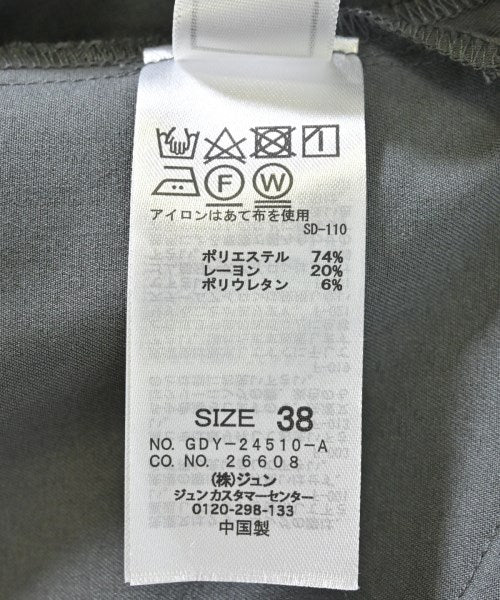 F W
アイロンはあて布を使用
SD-110
ポリエステル 74%
レーヨン 20%
ポリウレタン 6%
SIZE 38
NO. GDY-24510-A
CO. NO. 26608
(株)ジュン
ジュンカスタマーセンター
0120-298-133
中国製